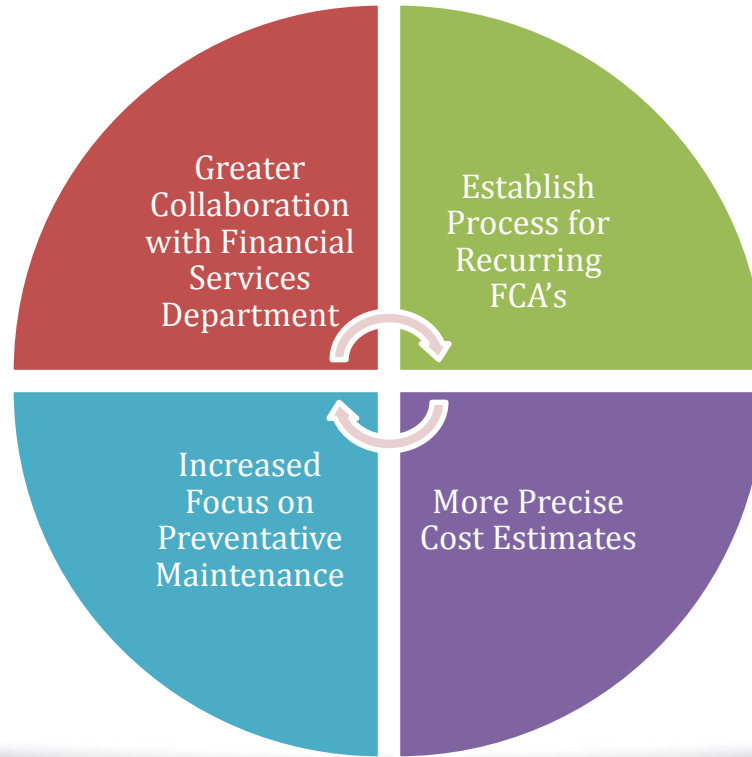 Greater
Collaboration
with Financial
Services
Department
Establish
Process for
Recurring
FCA’s
Increased
Focus on
Preventative
Maintenance
More Precise
Cost Estimates